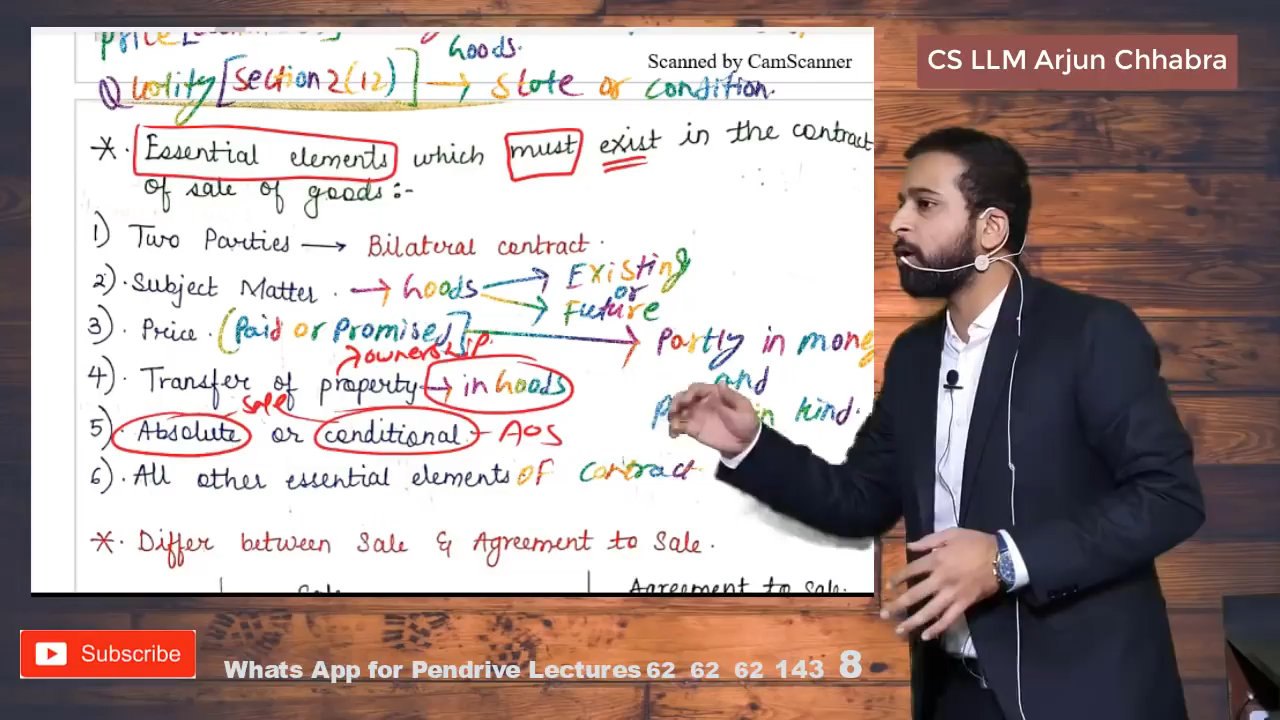 CS LLM Arjun Chhabra
Price
goods.
Scanned by CamScanner
Quality [Section 2(12)] → State or condition.
*. Essential elements which must exist in the contract
of sale of goods :-
1) Two Parties → Bilateral contract.
2). Subject Matter. → Goods → Existing
or
→ Future
3). Price. (Paid or Promised] → Partly in money
and
in kind.
→ ownership.
4). Transfer of property → in Goods
sale
5). Absolute or conditional - AOS
6). All other essential elements of contract.
*. Differ between Sale & Agreement to Sale.
Sale
Agreement to sale.
Subscribe
Whats App for Pendrive Lectures 62 62 62 143 8